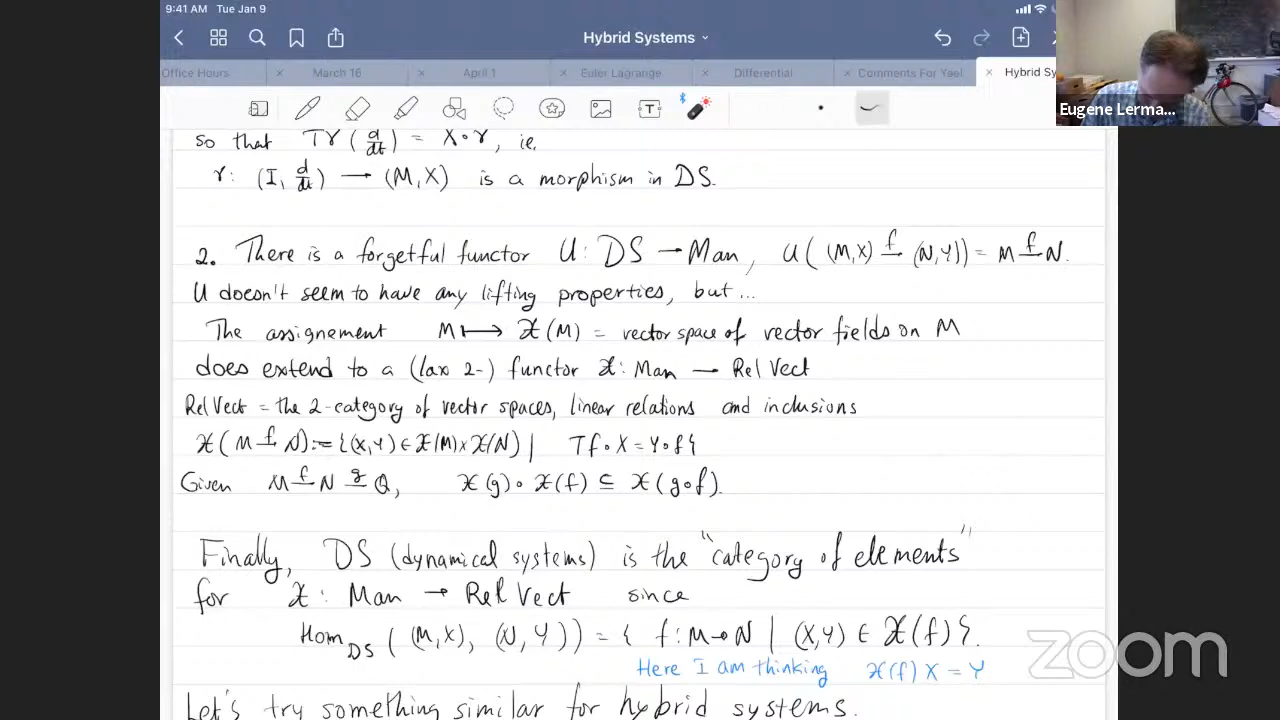 9:41 AM Tue Jan 9
Hybrid Systems
Office Hours
March 16
April 1
Euler Lagrange
Differential
Comments For Yael
Hybrid Sy
Eugene Lerma...
so that Tγ(d/dt) = X∘γ, ie.
γ: (I, d/dt) → (M, X) is a morphism in DS.
2. There is a forgetful functor U: DS → Man, U((M,X) →f (N,Y)) = M →f N.
U doesn't seem to have any lifting properties, but ...
The assignement M ↦ 𝒳(M) = vector space of vector fields on M
does extend to a (lax 2-) functor 𝒳: Man → Rel Vect
Rel Vect = the 2-category of vector spaces, linear relations and inclusions
𝒳(M →f N) := {(X,Y) ∈ 𝒳(M) × 𝒳(N) | Tf∘X = Y∘f}
Given M →f N →g Q, 𝒳(g)∘𝒳(f) ⊆ 𝒳(g∘f).
Finally, DS (dynamical systems) is the "category of elements"
for 𝒳: Man → Rel Vect since
Hom_DS((M,X), (N,Y)) = { f: M → N | (X,Y) ∈ 𝒳(f)}.
Here I am thinking 𝒳(f) X = Y
Let's try something similar for hybrid systems.
zoom